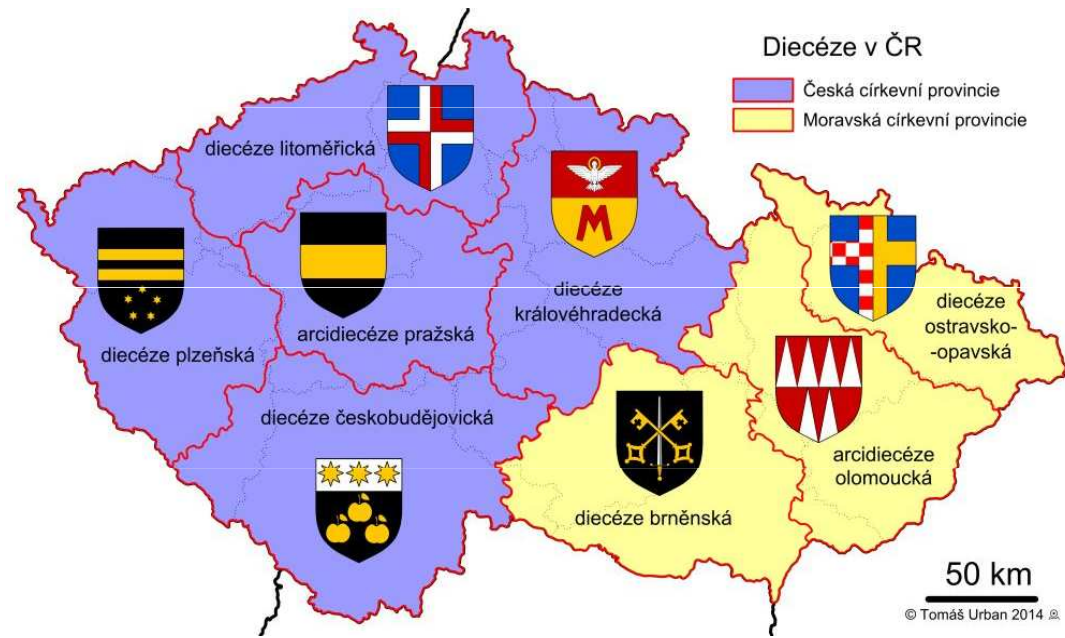 Diecéze v ČR
Česká církevní provincie
Moravská církevní provincie
diecéze litoměřická
M
diecéze
královéhradecká
diecéze plzeňská
arcidiecéze pražská
diecéze
ostravsko-
-opavská
diecéze českobudějovická
arcidiecéze
olomoucká
diecéze brněnská
50 km
© Tomáš Urban 2014